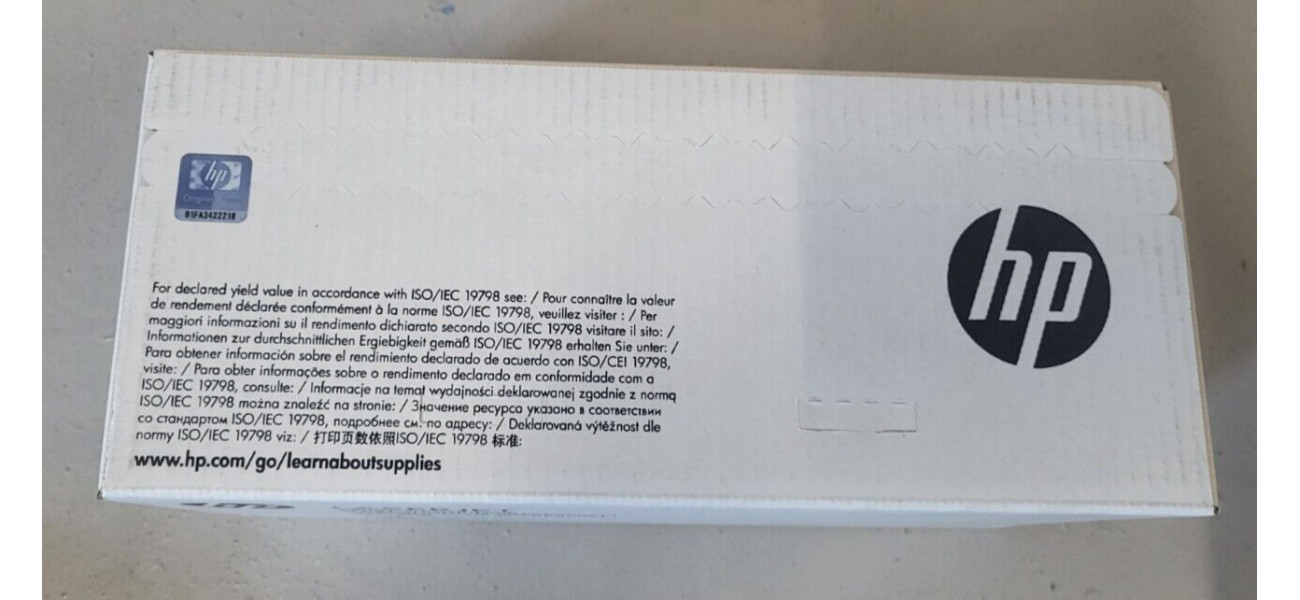 hp
Original
B1FA3422218
hp
For declared yield value in accordance with ISO/IEC 19798 see: / Pour connaître la valeur
de rendement déclarée conformément à la norme ISO/IEC 19798, veuillez visiter : / Per
maggiori informazioni su il rendimento dichiarato secondo ISO/IEC 19798 visitare il sito: /
Informationen zur durchschnittlichen Ergiebigkeit gemäß ISO/IEC 19798 erhalten Sie unter: /
Para obtener información sobre el rendimiento declarado de acuerdo con ISO/CEI 19798,
visite: / Para obter informações sobre o rendimento declarado em conformidade com a
ISO/IEC 19798, consulte: / Informacje na temat wydajności deklarowanej zgodnie z normą
ISO/IEC 19798 można znaleźć na stronie: / Значение ресурса указано в соответствии
со стандартом ISO/IEC 19798, подробнее см. по адресу: / Deklarovaná výtěžnost dle
normy ISO/IEC 19798 viz: / 打印页数依照ISO/IEC 19798 标准:
www.hp.com/go/learnaboutsupplies